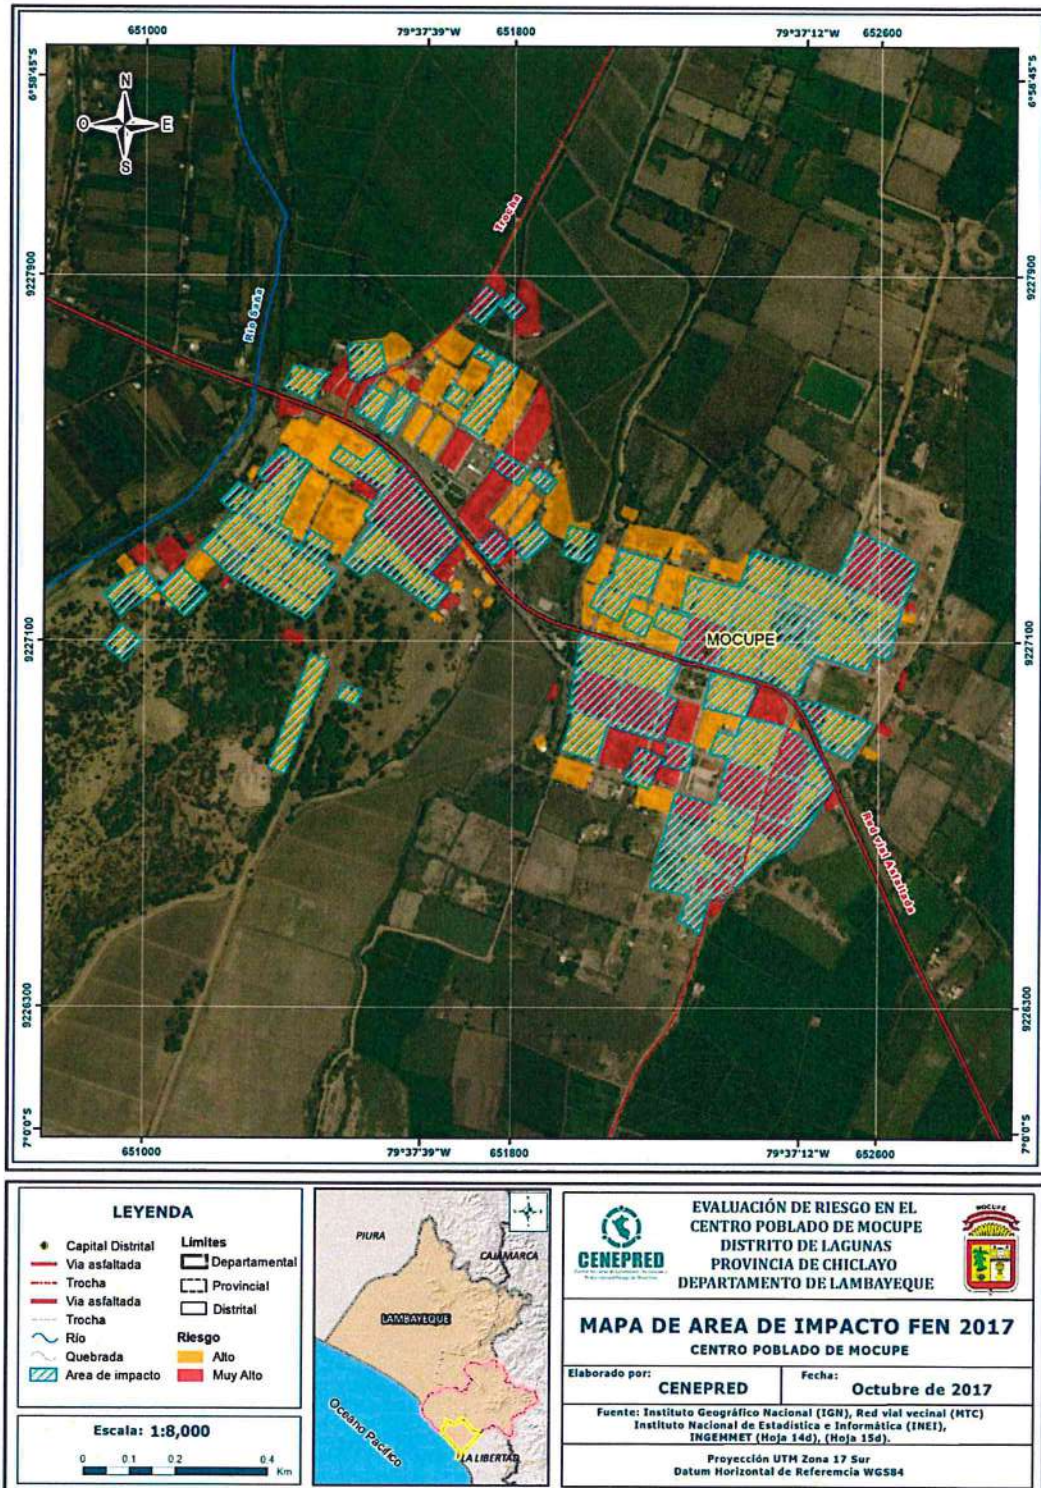 651000
79°37'39"W
651800
79°37'12"W
652600
6°58'45"S
6°58'45"S
N
O
E
S
Trocha
9227900
9227900
Río Saña
9227100
MOCUPE
9227100
Red vial Asfaltada
9226300
9226300
7°0'0"S
7°0'0"S
651000
79°37'39"W
651800
79°37'12"W
652600
LEYENDA
Capital Distrital
Via asfaltada
Trocha
Via asfaltada
Trocha
Río
Quebrada
Area de impacto
Límites
Departamental
Provincial
Distrital
Riesgo
Alto
Muy Alto
Escala: 1:8,000
0 0.1 0.2 0.4
Km
PIURA
CAJAMARCA
LAMBAYEQUE
Océano Pacífico
LA LIBERTAD
CENEPRED
EVALUACIÓN DE RIESGO EN EL
CENTRO POBLADO DE MOCUPE
DISTRITO DE LAGUNAS
PROVINCIA DE CHICLAYO
DEPARTAMENTO DE LAMBAYEQUE
MOCUPE
MAPA DE AREA DE IMPACTO FEN 2017
CENTRO POBLADO DE MOCUPE
Elaborado por:
CENEPRED
Fecha:
Octubre de 2017
Fuente: Instituto Geográfico Nacional (IGN), Red vial vecinal (MTC)
Instituto Nacional de Estadística e Informática (INEI),
INGEMMET (Hoja 14d), (Hoja 15d).
Proyección UTM Zona 17 Sur
Datum Horizontal de Referencia WGS84